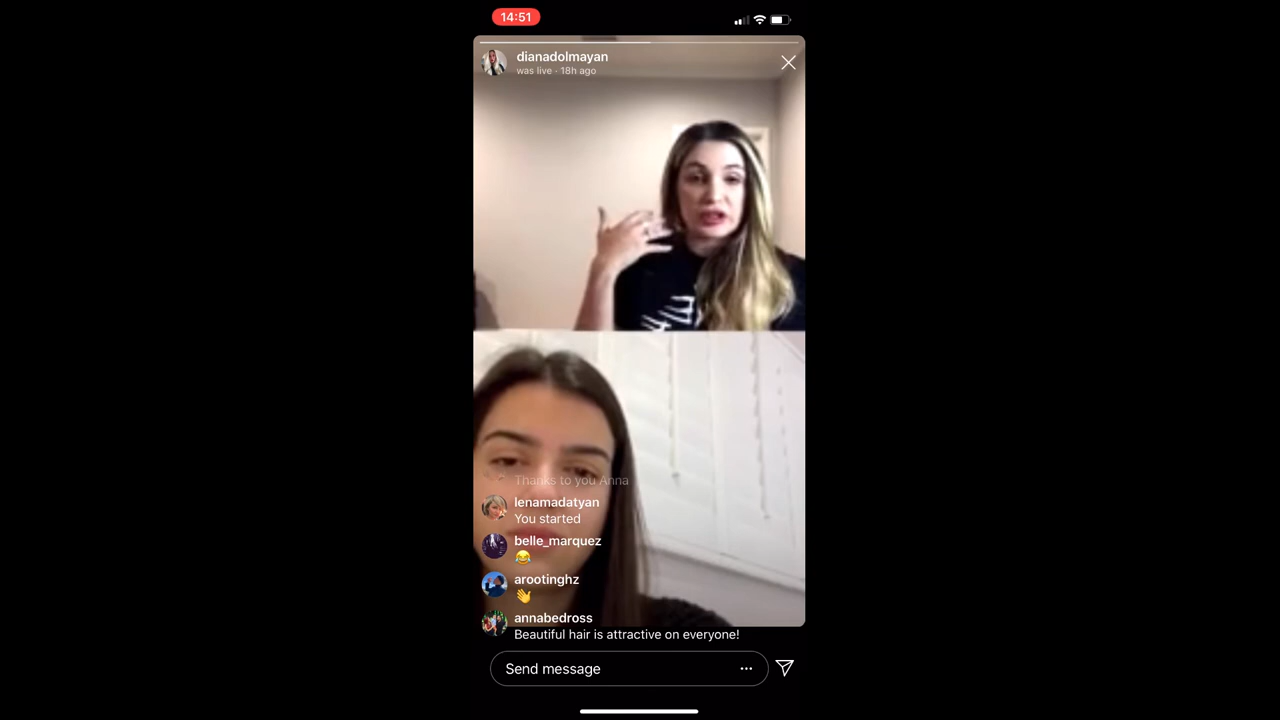 14:51
dianadolmayan
was live · 18h ago
Thanks to you Anna
lenamadatyan
You started
belle_marquez
😂
arootinghz
👋
annabedross
Beautiful hair is attractive on everyone!
Send message